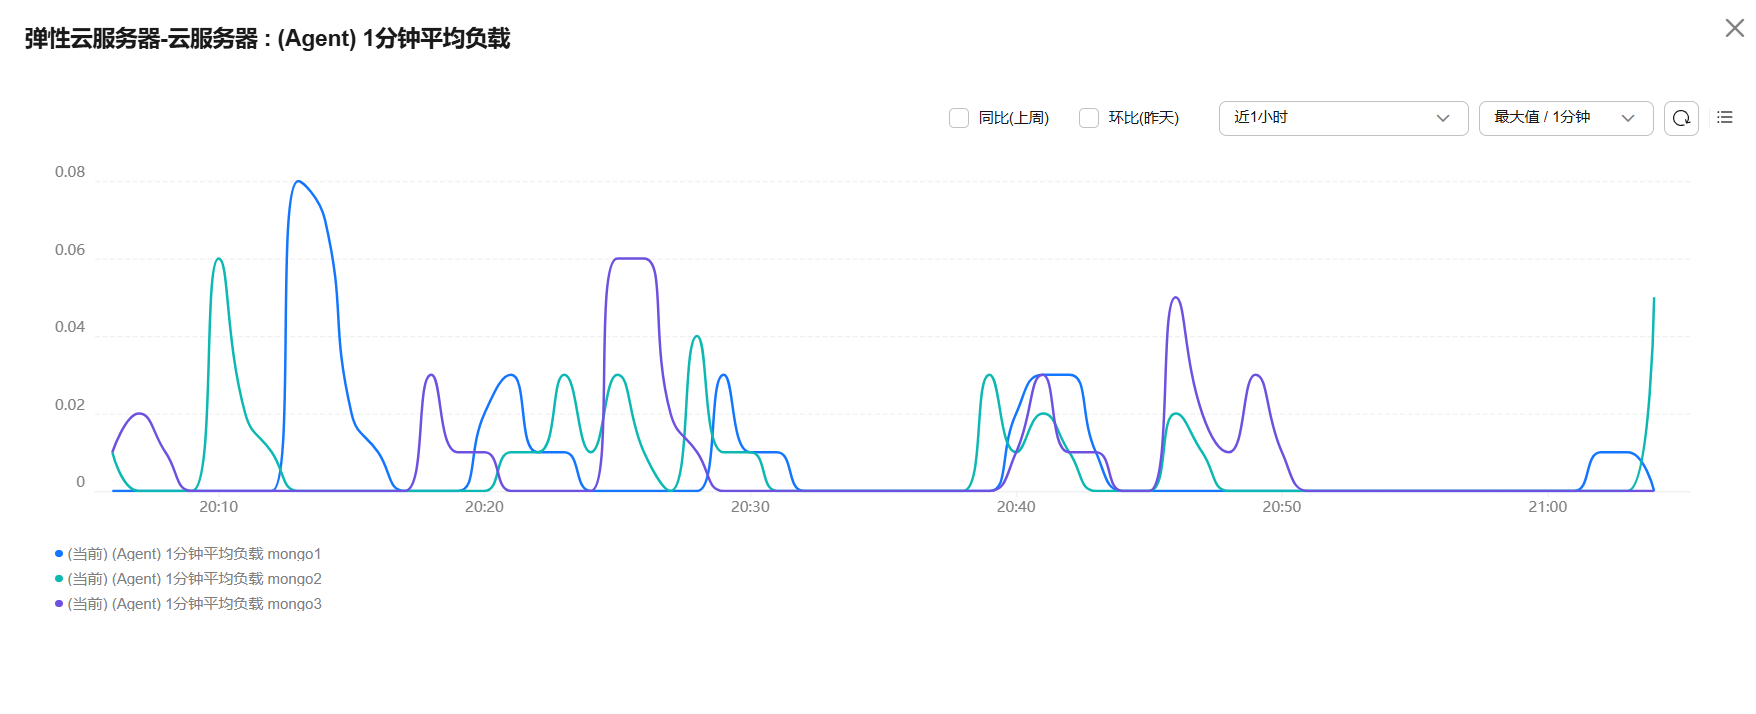 弹性云服务器-云服务器 : (Agent) 1分钟平均负载
同比(上周) 环比(昨天) 近1小时 最大值 / 1分钟
0.08
0.06
0.04
0.02
0
20:10 20:20 20:30 20:40 20:50 21:00
(当前) (Agent) 1分钟平均负载 mongo1
(当前) (Agent) 1分钟平均负载 mongo2
(当前) (Agent) 1分钟平均负载 mongo3